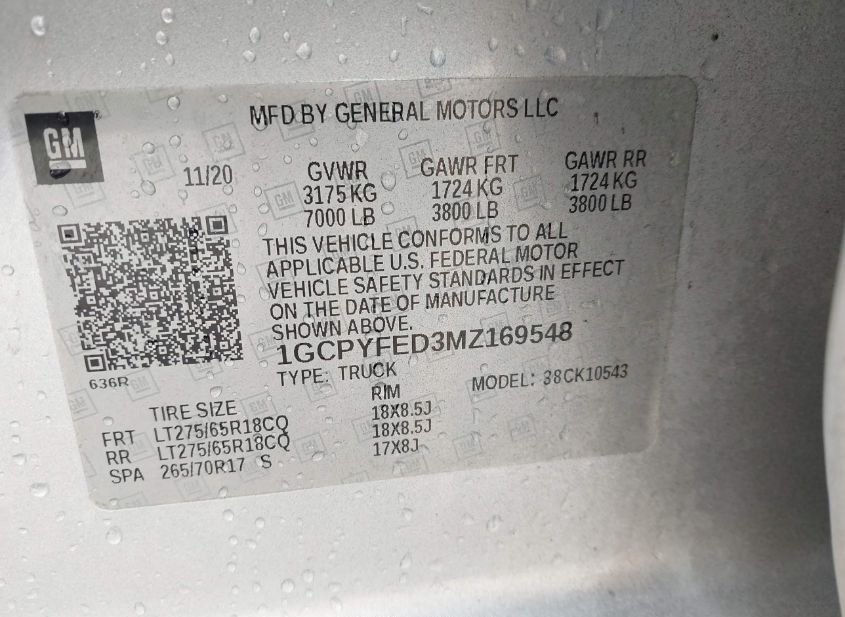 GM
MFD BY GENERAL MOTORS LLC
11/20
GVWR GAWR FRT GAWR RR
3175 KG 1724 KG 1724 KG
7000 LB 3800 LB 3800 LB
THIS VEHICLE CONFORMS TO ALL
APPLICABLE U.S. FEDERAL MOTOR
VEHICLE SAFETY STANDARDS IN EFFECT
ON THE DATE OF MANUFACTURE
SHOWN ABOVE.
1GCPYFED3MZ169548
636R
TYPE: TRUCK MODEL: 38CK10543
TIRE SIZE RIM
FRT LT275/65R18CQ 18X8.5J
RR LT275/65R18CQ 18X8.5J
SPA 265/70R17 S 17X8J